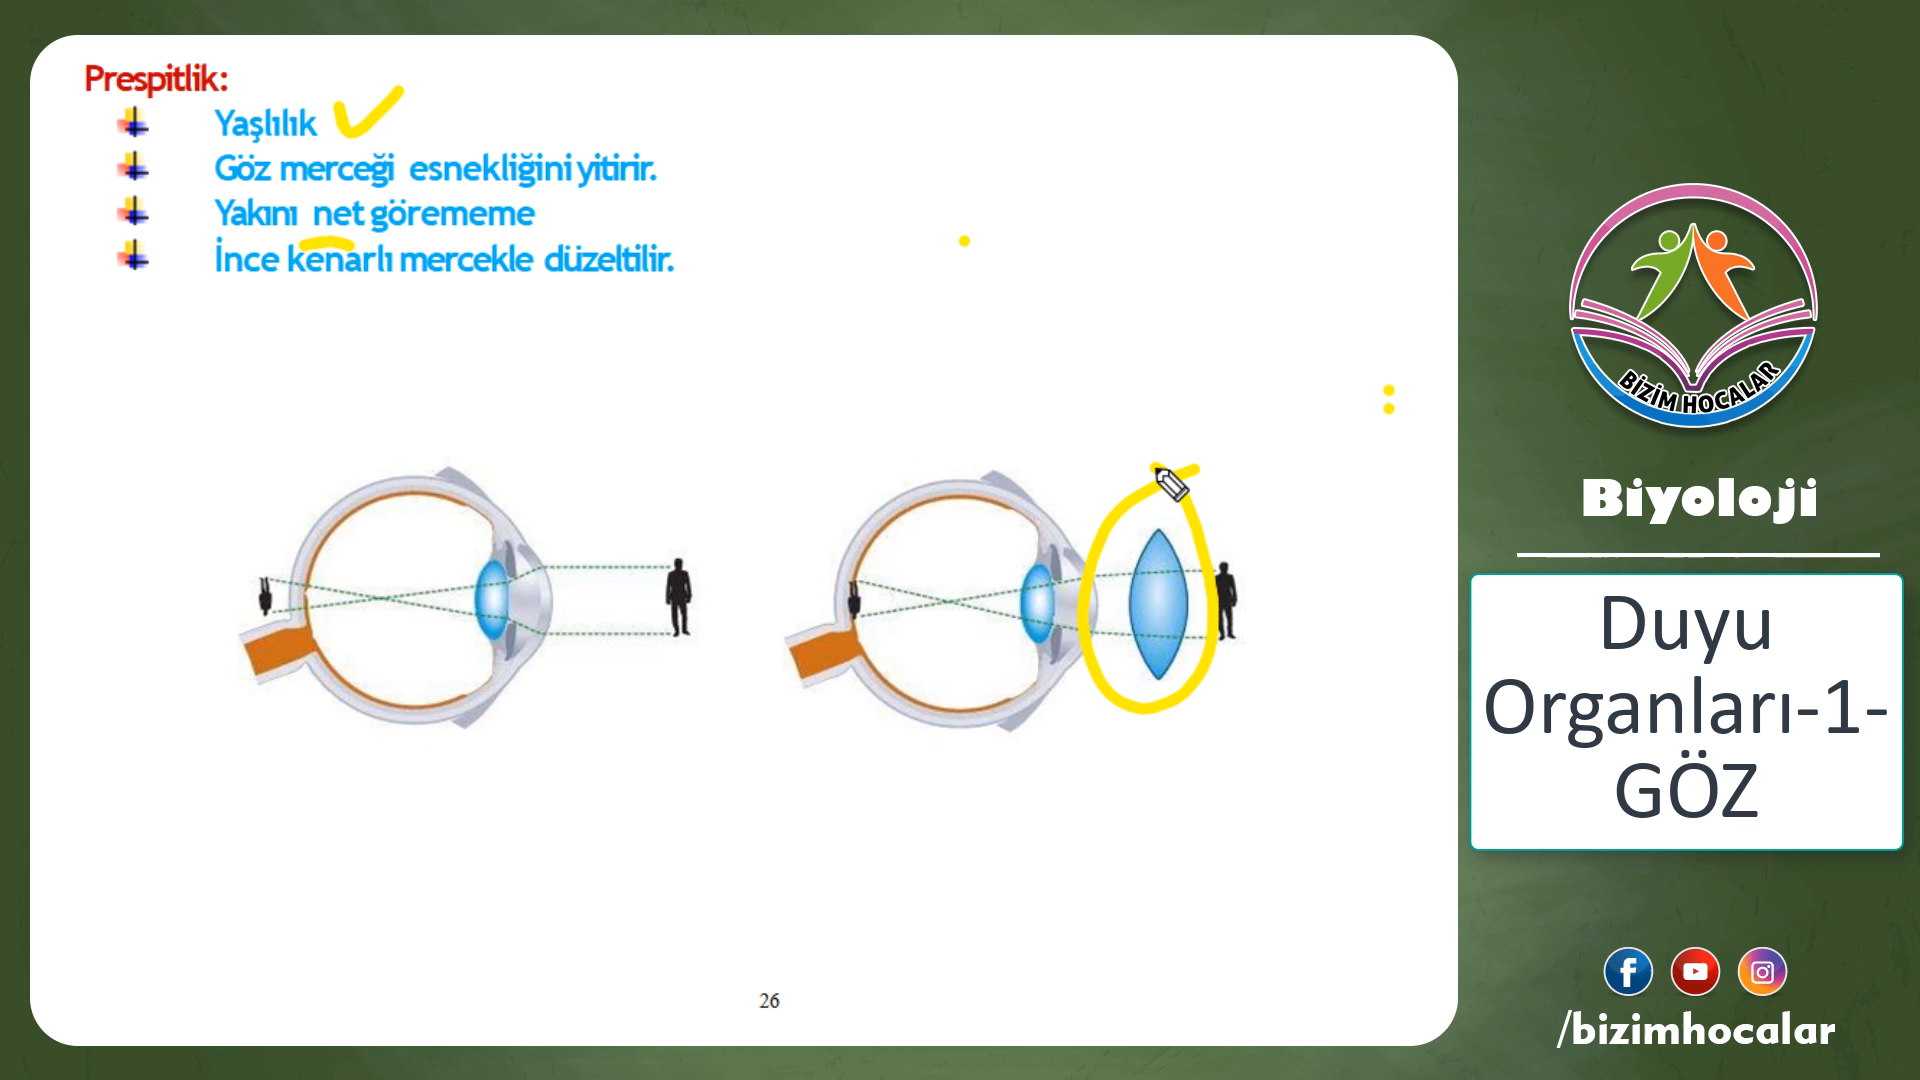 Prespitlik:
Yaşlılık
Göz merceği esnekliğini yitirir.
Yakını net görememe
İnce kenarlı mercekle düzeltilir.
26
BİZİM HOCALAR
Biyoloji
Duyu
Organları-1-
GÖZ
/bizimhocalar